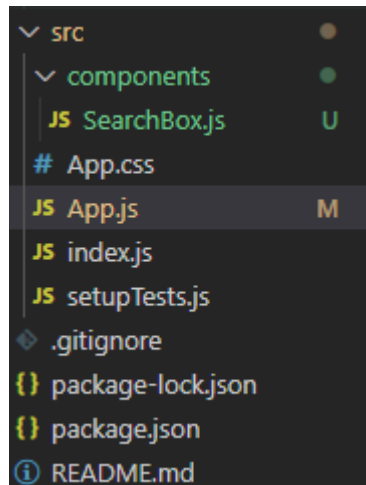 src
components
JS SearchBox.js U
# App.css
JS App.js M
JS index.js
JS setupTests.js
.gitignore
{} package-lock.json
{} package.json
README.md